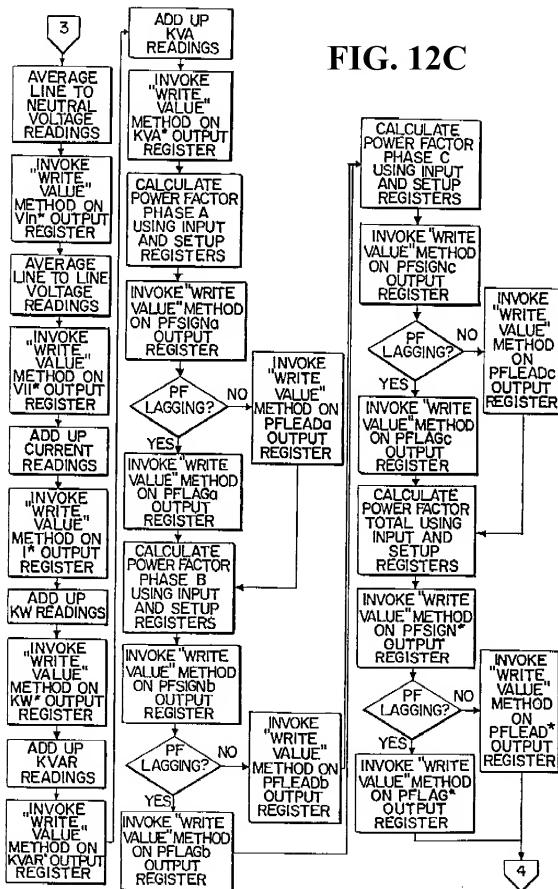 FIG. 12C
3
AVERAGE
LINE TO
NEUTRAL
VOLTAGE
READINGS
INVOKE
"WRITE
VALUE"
METHOD ON
Vln* OUTPUT
REGISTER
AVERAGE
LINE TO LINE
VOLTAGE
READINGS
INVOKE
"WRITE
VALUE"
METHOD ON
Vll* OUTPUT
REGISTER
ADD UP
CURRENT
READINGS
INVOKE
"WRITE
VALUE"
METHOD ON
I* OUTPUT
REGISTER
ADD UP
KW READINGS
INVOKE
"WRITE
VALUE"
METHOD ON
KW* OUTPUT
REGISTER
ADD UP
KVAR
READINGS
INVOKE
"WRITE
VALUE"
METHOD ON
KVAR* OUTPUT
REGISTER
ADD UP
KVA
READINGS
INVOKE
"WRITE
VALUE"
METHOD ON
KVA* OUTPUT
REGISTER
CALCULATE
POWER FACTOR
PHASE A
USING INPUT
AND SETUP
REGISTERS
INVOKE "WRITE
VALUE" METHOD
ON PFSIGNa
OUTPUT
REGISTER
PF
LAGGING?
NO
YES
INVOKE
"WRITE
VALUE"
METHOD ON
PFLEADa
OUTPUT
REGISTER
INVOKE "WRITE
VALUE" METHOD
ON PFLAGa
OUTPUT
REGISTER
CALCULATE
POWER FACTOR
PHASE B
USING INPUT
AND SETUP
REGISTERS
INVOKE "WRITE
VALUE" METHOD
ON PFSIGNb
OUTPUT
REGISTER
PF
LAGGING?
NO
YES
INVOKE
"WRITE
VALUE"
METHOD ON
PFLEADb
OUTPUT
REGISTER
INVOKE "WRITE
VALUE" METHOD
ON PFLAGb
OUTPUT
REGISTER
CALCULATE
POWER FACTOR
PHASE C
USING INPUT
AND SETUP
REGISTERS
INVOKE "WRITE
VALUE" METHOD
ON PFSIGNc
OUTPUT
REGISTER
PF
LAGGING?
NO
YES
INVOKE
"WRITE
VALUE"
METHOD ON
PFLEADc
OUTPUT
REGISTER
INVOKE "WRITE
VALUE" METHOD
ON PFLAGc
OUTPUT
REGISTER
CALCULATE
POWER FACTOR
TOTAL USING
INPUT AND
SETUP
REGISTERS
INVOKE "WRITE
VALUE" METHOD
ON PFSIGN*
OUTPUT
REGISTER
PF
LAGGING?
NO
YES
INVOKE
"WRITE
VALUE"
METHOD
ON
PFLEAD*
OUTPUT
REGISTER
INVOKE "WRITE
VALUE" METHOD
ON PFLAG*
OUTPUT
REGISTER
4